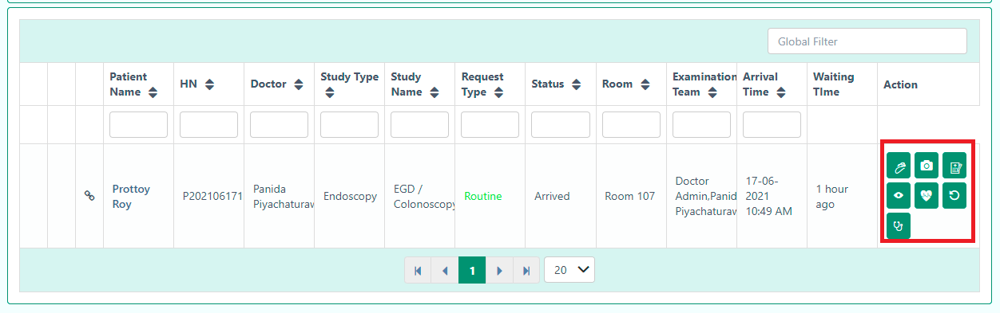 Global Filter
Patient Name
HN
Doctor
Study Type
Study Name
Request Type
Status
Room
Examination Team
Arrival Time
Waiting TIme
Action
Prottoy Roy
P202106171
Panida Piyachaturaw
Endoscopy
EGD / Colonoscopy
Routine
Arrived
Room 107
Doctor Admin,Panid Piyachaturaw
17-06-2021 10:49 AM
1 hour ago
1
20